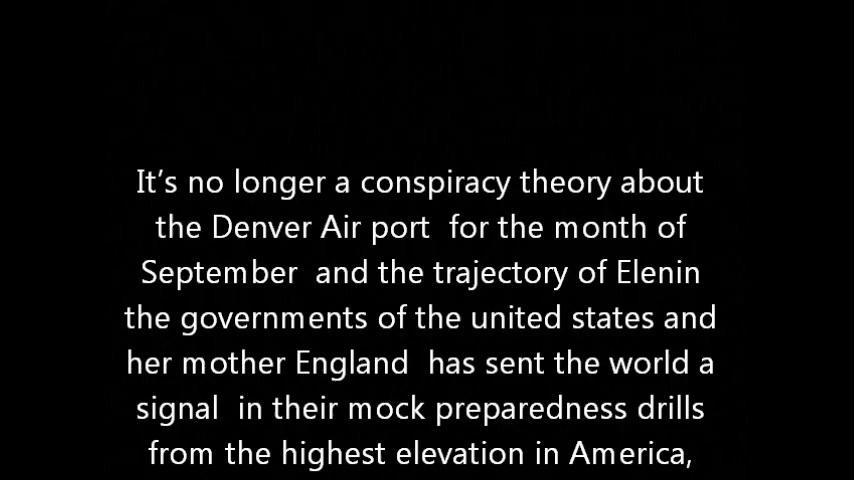 It's no longer a conspiracy theory about
the Denver Air port  for the month of
September  and the trajectory of Elenin
the governments of the united states and
her mother England  has sent the world a
signal  in their mock preparedness drills
from the highest elevation in America,